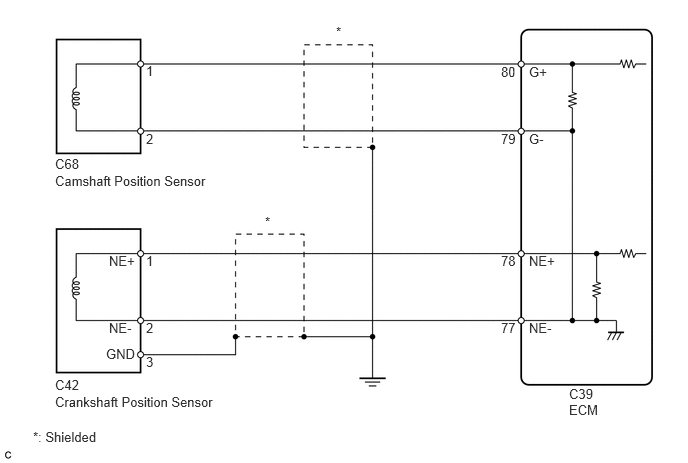 *
1
80
G+
2
79
G-
C68
Camshaft Position Sensor
*
NE+
1
78
NE+
NE-
2
77
NE-
GND
3
C42
Crankshaft Position Sensor
C39
ECM
*: Shielded
c